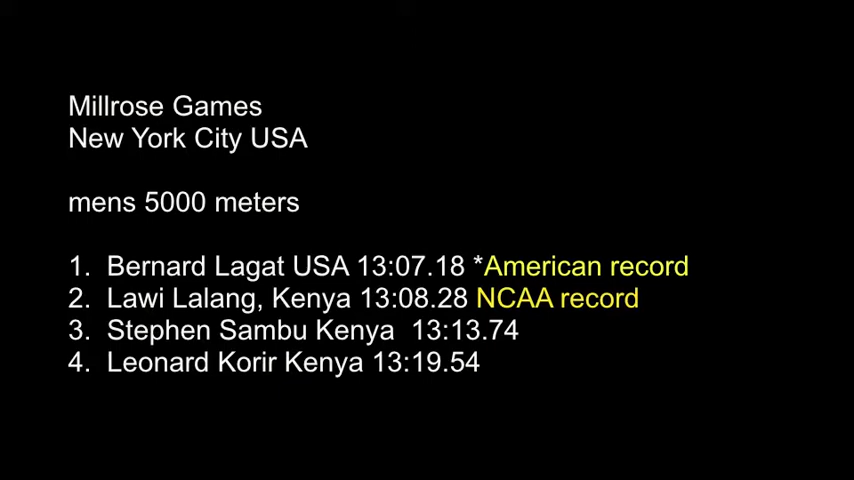 Millrose Games
New York City USA
mens 5000 meters
1. Bernard Lagat USA 13:07.18 *American record
2. Lawi Lalang, Kenya 13:08.28 NCAA record
3. Stephen Sambu Kenya 13:13.74
4. Leonard Korir Kenya 13:19.54